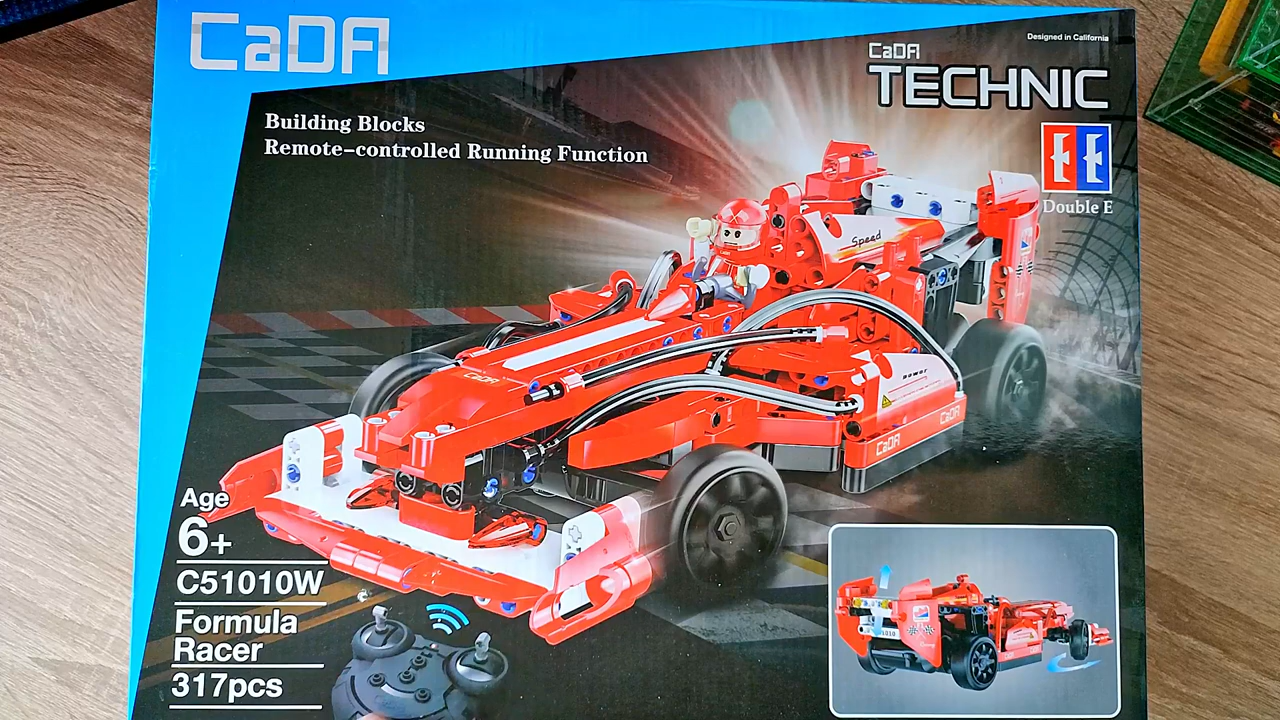 CaDA
Designed in California
CaDA
TECHNIC
Building Blocks
Remote-controlled Running Function
Double E
Speed
power
CaDA
CaDA
CaDA
Age
6+
C51010W
Formula
Racer
317pcs